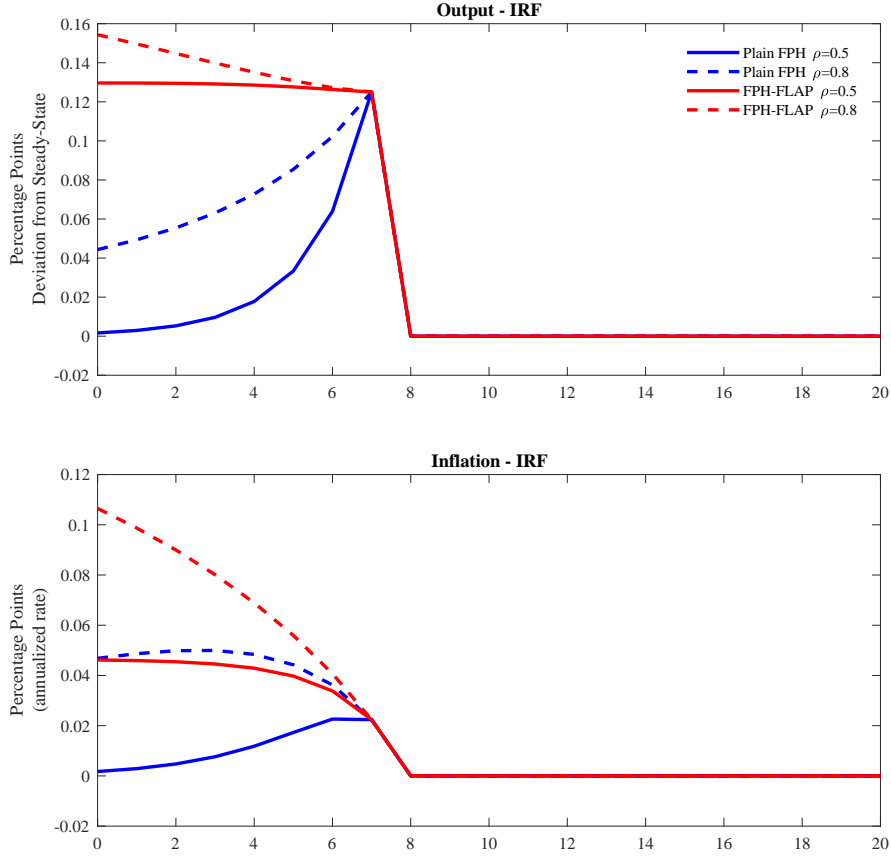 Output - IRF
0.16
0.14
0.12
0.1
0.08
0.06
0.04
0.02
0
-0.02
Percentage Points
Deviation from Steady-State
Plain FPH ρ=0.5
Plain FPH ρ=0.8
FPH-FLAP ρ=0.5
FPH-FLAP ρ=0.8
0 2 4 6 8 10 12 14 16 18 20
Inflation - IRF
0.12
0.1
0.08
0.06
0.04
0.02
0
-0.02
Percentage Points
(annualized rate)
0 2 4 6 8 10 12 14 16 18 20